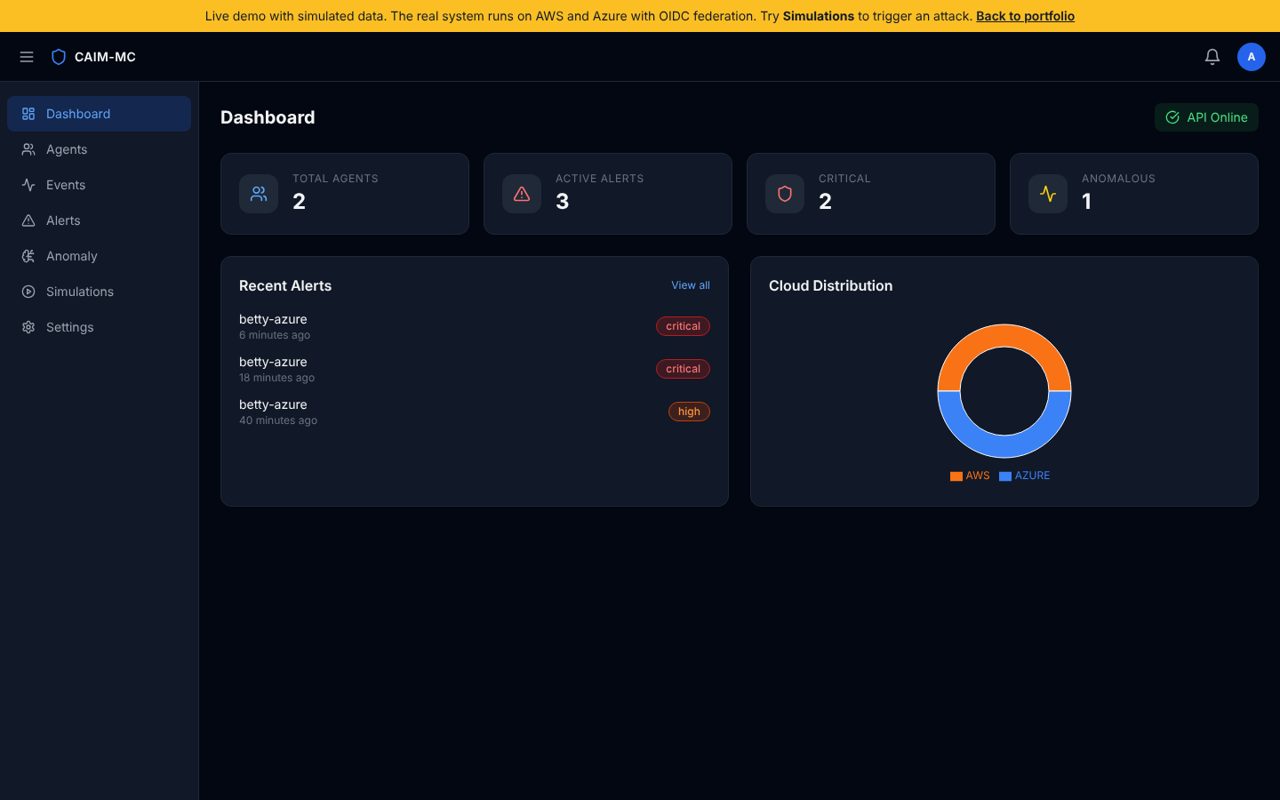 Live demo with simulated data. The real system runs on AWS and Azure with OIDC federation. Try Simulations to trigger an attack. Back to portfolio
CAIM-MC
A
Dashboard
Agents
Events
Alerts
Anomaly
Simulations
Settings
Dashboard
API Online
TOTAL AGENTS
2
ACTIVE ALERTS
3
CRITICAL
2
ANOMALOUS
1
Recent Alerts
View all
betty-azure
6 minutes ago
critical
betty-azure
18 minutes ago
critical
betty-azure
40 minutes ago
high
Cloud Distribution
AWS AZURE